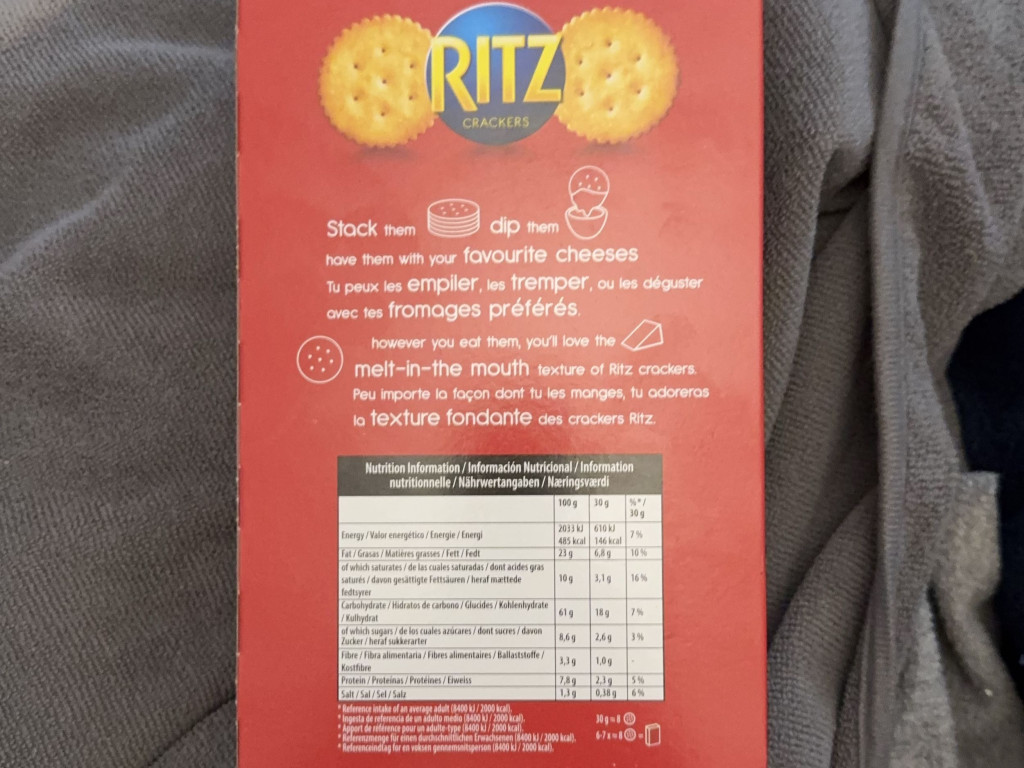 RITZ
CRACKERS
Stack them dip them
have them with your favourite cheeses
Tu peux les empiler, les tremper, ou les déguster
avec tes fromages préférés.
however you eat them, you'll love the
melt-in-the mouth texture of Ritz crackers.
Peu importe la façon dont tu les manges, tu adoreras
la texture fondante des crackers Ritz.
Nutrition Information / Información Nutricional / Information
nutritionnelle / Nährwertangaben / Næringsværdi
100 g 30 g %*/
30 g
Energy / Valor energético / Energie / Energi 2033 kJ 610 kJ 7 %
485 kcal 146 kcal
Fat / Grasas / Matières grasses / Fett / Fedt 23 g 6,8 g 10 %
of which saturates / de las cuales saturadas / dont acides gras
saturés / davon gesättigte Fettsäuren / heraf mættede 10 g 3,1 g 16 %
fedtsyrer
Carbohydrate / Hidratos de carbono / Glucides / Kohlenhydrate 61 g 18 g 7 %
/ Kulhydrat
of which sugars / de los cuales azúcares / dont sucres / davon 8,6 g 2,6 g 3 %
Zucker / heraf sukkerarter
Fibre / Fibra alimentaria / Fibres alimentaires / Ballaststoffe / 3,3 g 1,0 g -
Kostfibre
Protein / Proteínas / Protéines / Eiweiss 7,8 g 2,3 g 5 %
Salt / Sal / Sel / Salz 1,3 g 0,38 g 6 %
* Reference intake of an average adult (8400 kJ / 2000 kcal).
* Ingesta de referencia de un adulto medio (8400 kJ / 2000 kcal).
* Apport de référence pour un adulte-type (8400 kJ / 2000 kcal).
* Referenzmenge für einen durchschnittlichen Erwachsenen (8400 kJ / 2000 kcal).
* Referenceindtag for en voksen gennemsnitsperson (8400 kJ / 2000 kcal).
30 g ≈ 8
6-7 x ≈ 8 =